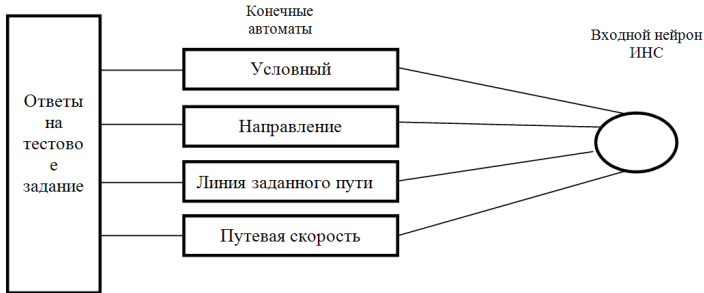 Конечные
автоматы
Входной нейрон
ИНС
Ответы
на
тестово
е
задание
Условный
Направление
Линия заданного пути
Путевая скорость